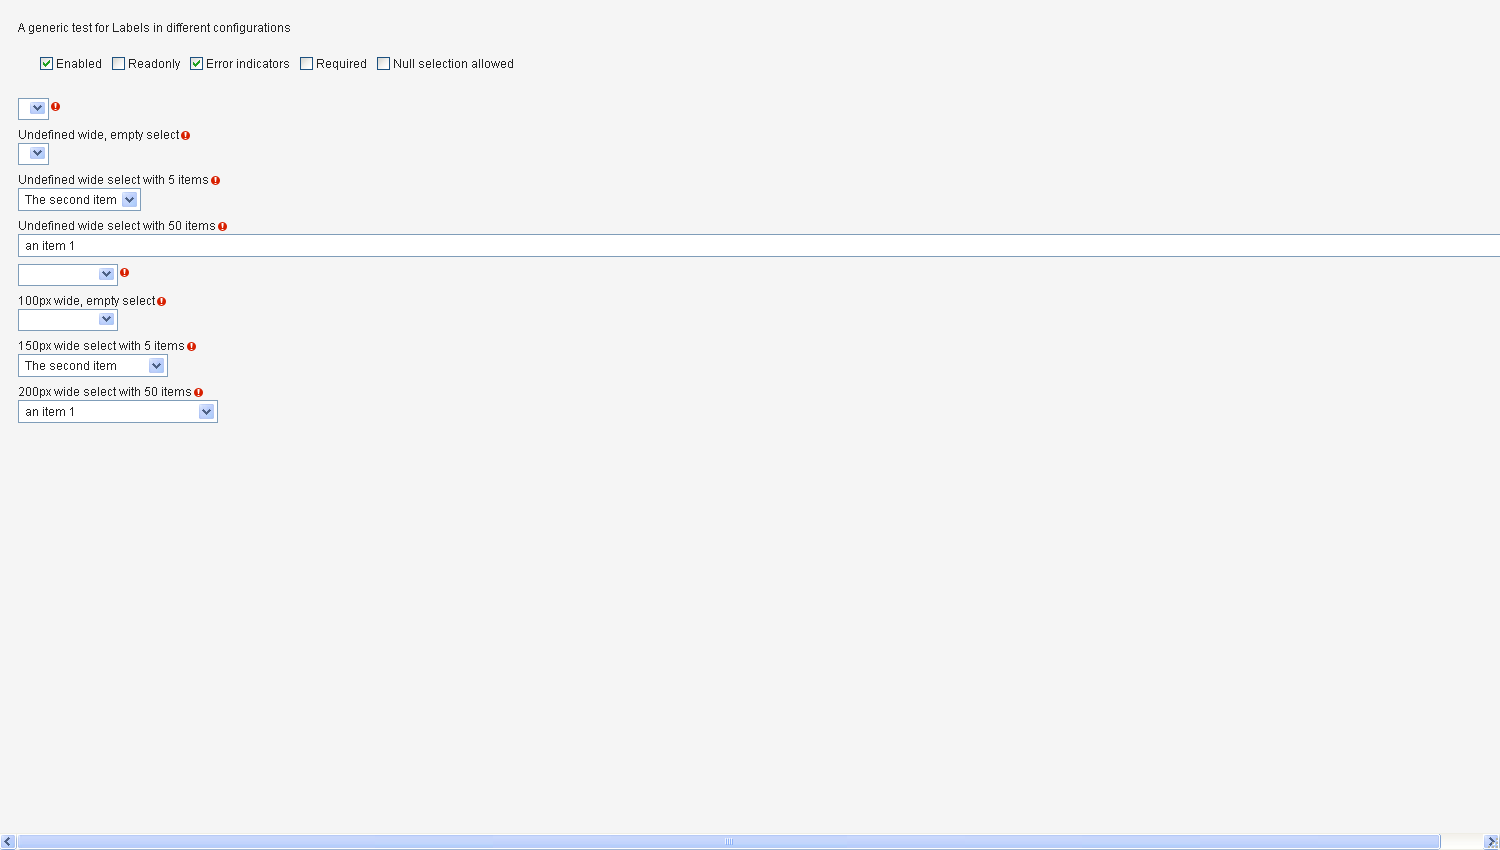 A generic test for Labels in different configurations
Enabled Readonly Error indicators Required Null selection allowed
Undefined wide, empty select
Undefined wide select with 5 items
The second item
Undefined wide select with 50 items
an item 1
100px wide, empty select
150px wide select with 5 items
The second item
200px wide select with 50 items
an item 1